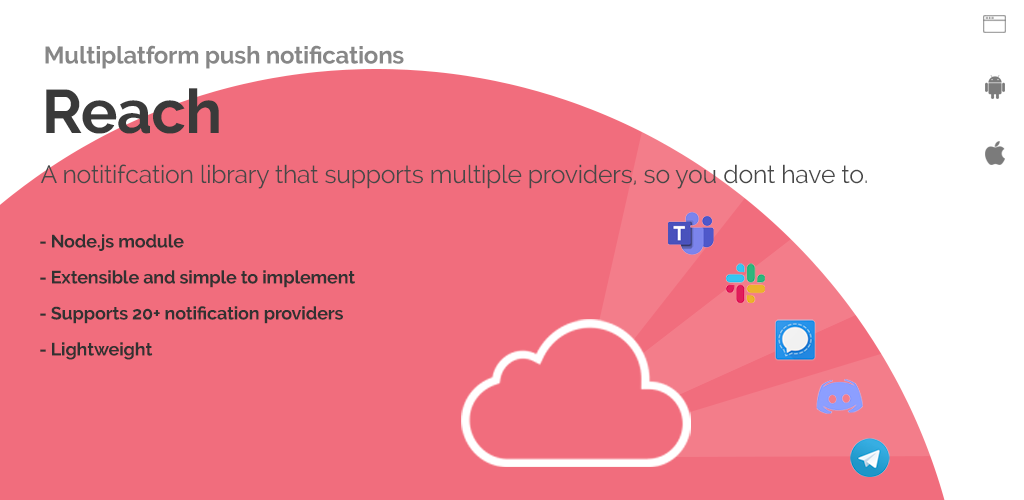 Multiplatform push notifications
Reach
A notitifcation library that supports multiple providers, so you dont have to.
- Node.js module
- Extensible and simple to implement
- Supports 20+ notification providers
- Lightweight
T